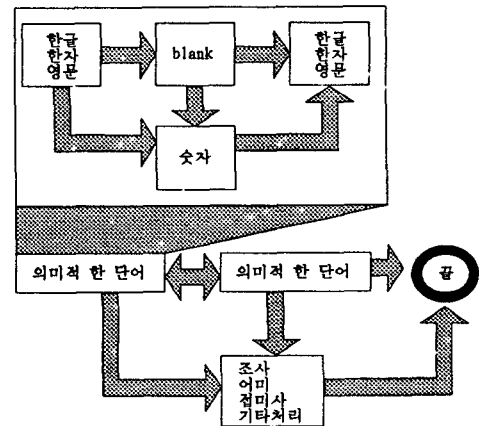 한글
한자
영문
blank
한글
한자
영문
숫자
의미적 한 단어
의미적 한 단어
끝
조사
어미
접미사
기타처리